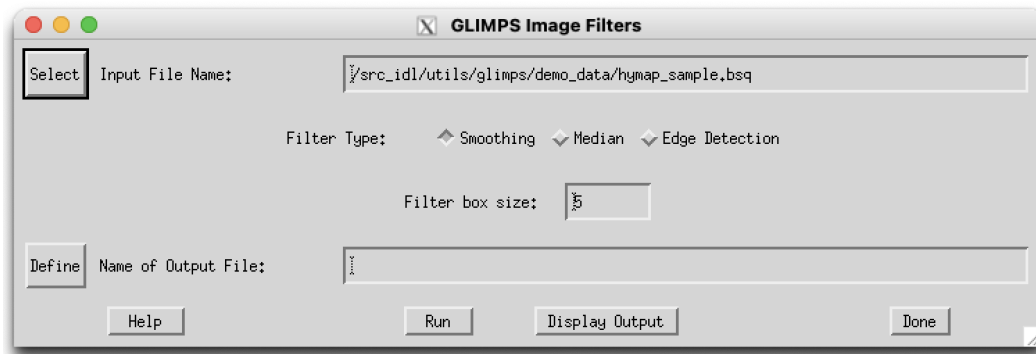 GLIMPS Image Filters
Select Input File Name: /src_idl/utils/glimps/demo_data/hymap_sample.bsq
Filter Type: Smoothing Median Edge Detection
Filter box size: 5
Define Name of Output File:
Help Run Display Output Done